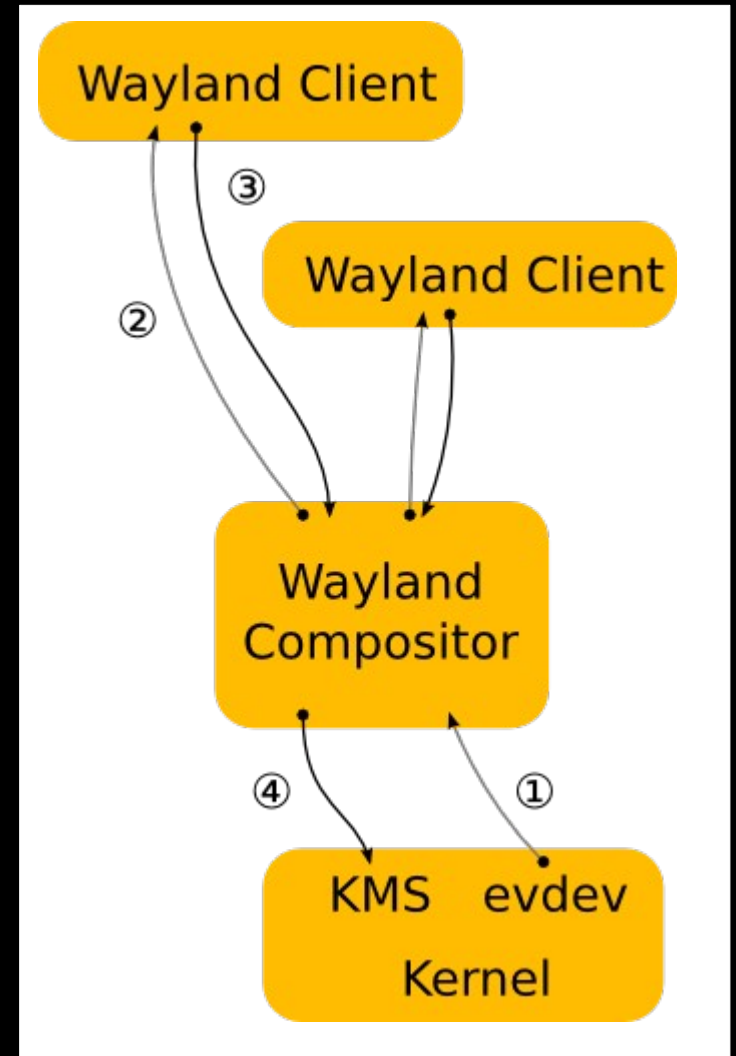 Wayland Client
③
Wayland Client
②
Wayland
Compositor
④
①
KMS evdev
Kernel